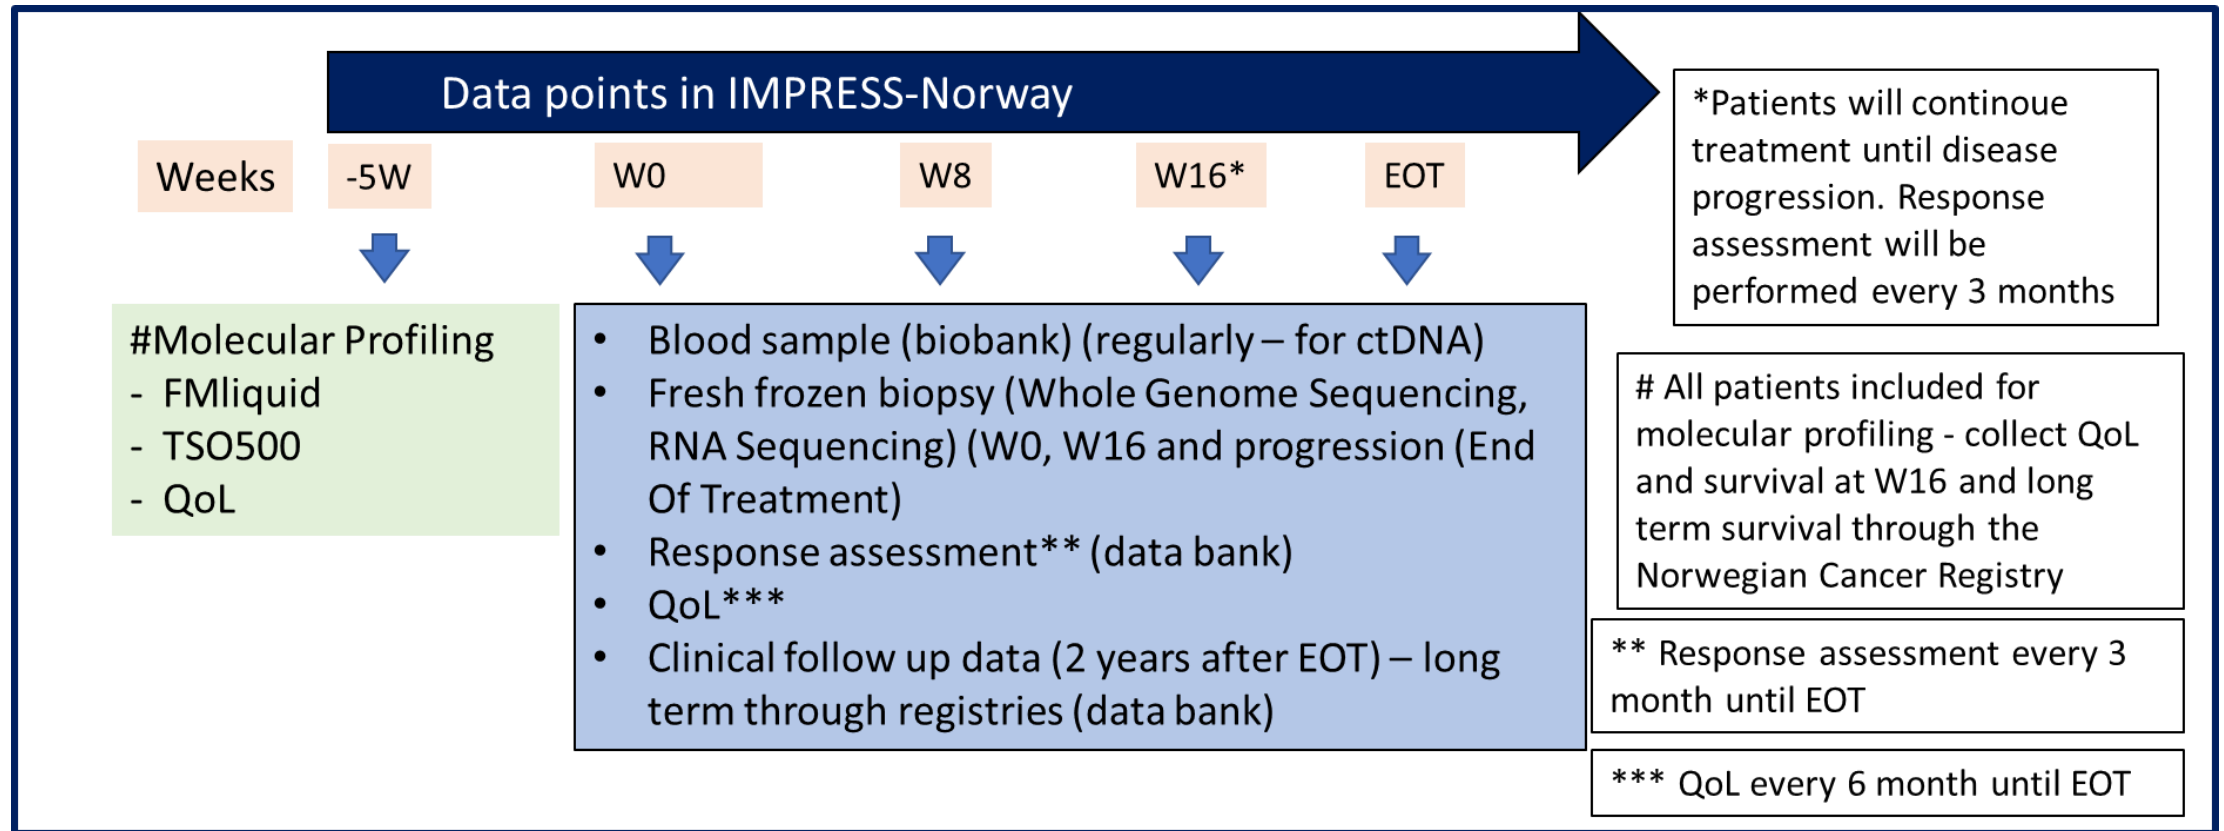 Data points in IMPRESS-Norway
Weeks
-5W
W0
W8
W16*
EOT
#Molecular Profiling
- FMliquid
- TSO500
- QoL
• Blood sample (biobank) (regularly – for ctDNA)
• Fresh frozen biopsy (Whole Genome Sequencing,
RNA Sequencing) (W0, W16 and progression (End
Of Treatment)
• Response assessment** (data bank)
• QoL***
• Clinical follow up data (2 years after EOT) – long
term through registries (data bank)
*Patients will continoue
treatment until disease
progression. Response
assessment will be
performed every 3 months
# All patients included for
molecular profiling - collect QoL
and survival at W16 and long
term survival through the
Norwegian Cancer Registry
** Response assessment every 3
month until EOT
*** QoL every 6 month until EOT